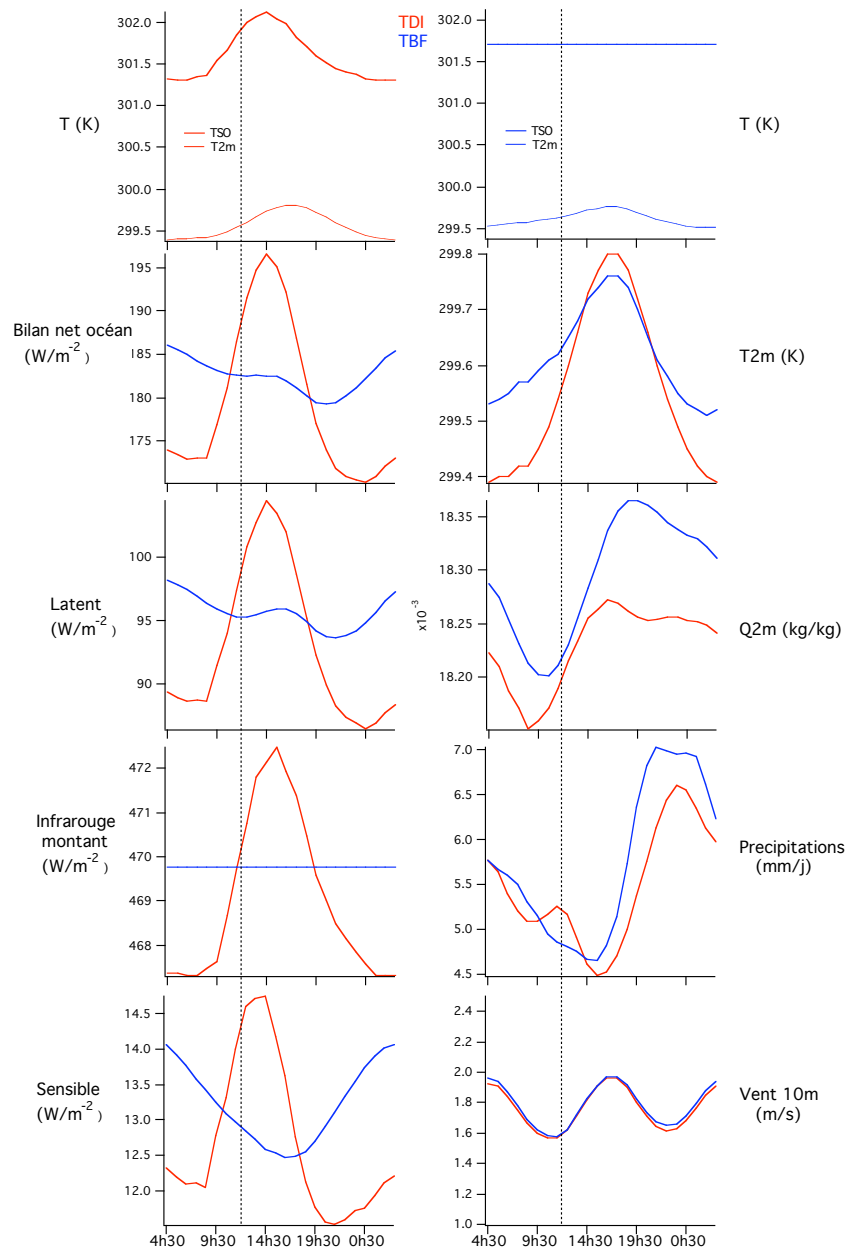 TDI
TBF
302.0
301.5
301.0
300.5
300.0
299.5
T (K)
TSO
T2m
302.0
301.5
301.0
300.5
300.0
299.5
TSO
T2m
T (K)
195
190
185
180
175
Bilan net océan
(W/m-2 )
299.8
299.7
299.6
299.5
299.4
T2m (K)
100
95
90
Latent
(W/m-2 )
18.35
18.30
18.25
18.20
x10-3
Q2m (kg/kg)
472
471
470
469
468
Infrarouge
montant
(W/m-2 )
7.0
6.5
6.0
5.5
5.0
4.5
Precipitations
(mm/j)
14.5
14.0
13.5
13.0
12.5
12.0
Sensible
(W/m-2)
4h30 9h30 14h30 19h30 0h30
2.4
2.2
2.0
1.8
1.6
1.4
1.2
1.0
Vent 10m
(m/s)
4h30 9h30 14h30 19h30 0h30